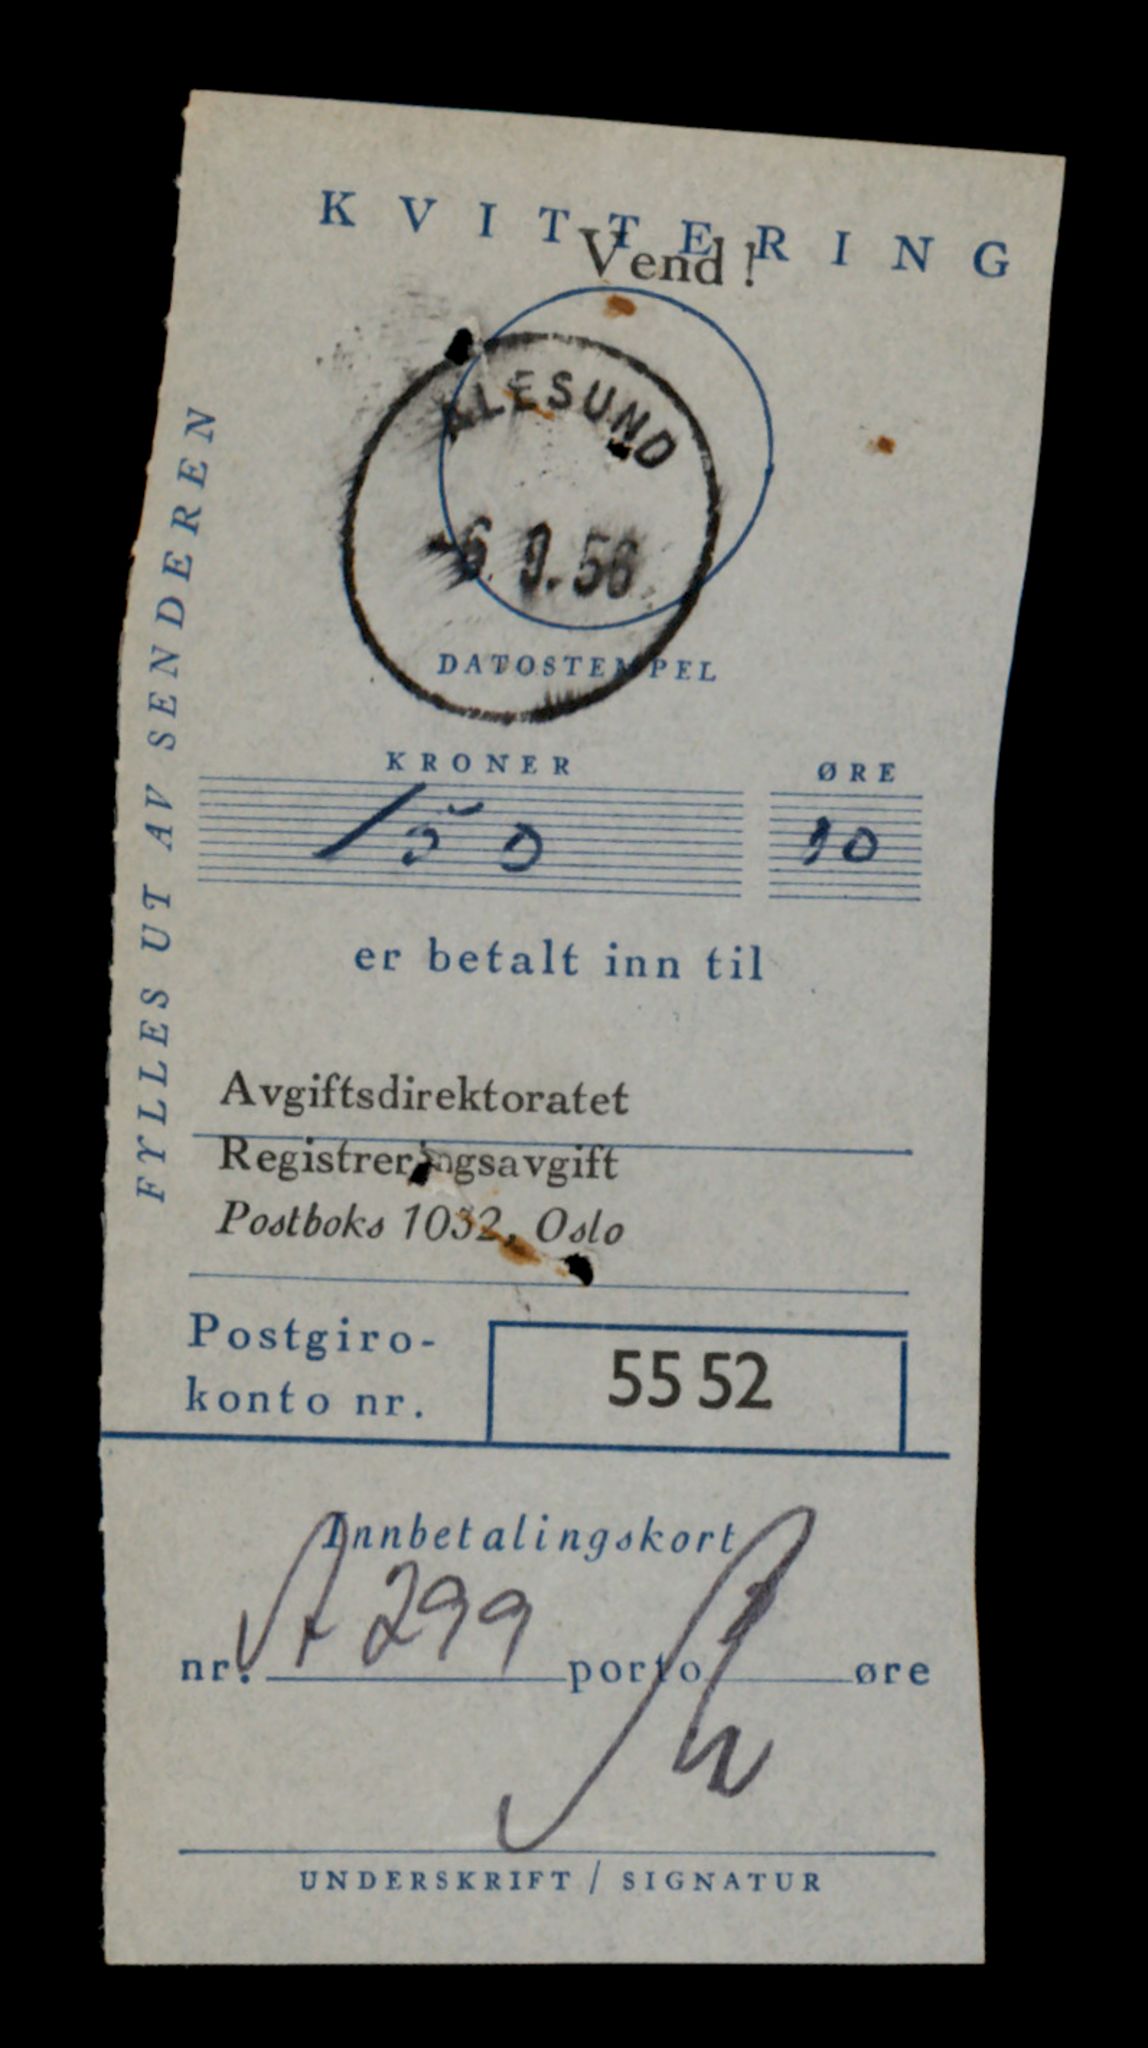 KVITTERING
Vend!
ÅLESUND
-6. 9.56
DATOSTEMPEL
KRONER ØRE
150 10
er betalt inn til
Avgiftsdirektoratet
Registreringsavgift
Postboks 1032, Oslo
Postgiro-
konto nr.
55 52
Innbetalingskort
nr. A 299 porto øre
UNDERSKRIFT / SIGNATUR
FYLLES UT AV SENDEREN